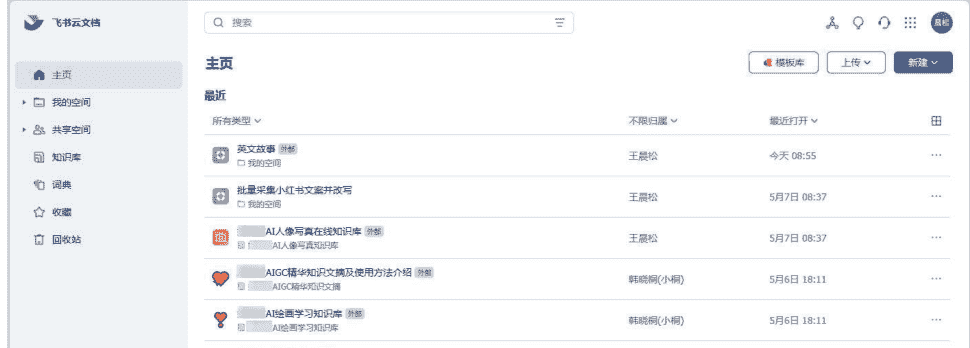 飞书云文档
搜索
晨松
主页
我的空间
共享空间
知识库
词典
收藏
回收站
主页
模板库
上传
新建
最近
所有类型
不限归属
最近打开
英文故事 外部
我的空间
王晨松
今天 08:55
批量采集小红书文案并改写
我的空间
王晨松
5月7日 08:37
AI人像写真在线知识库 外部
AI人像写真知识库
王晨松
5月7日 08:37
AIGC精华知识文摘及使用方法介绍 外部
AIGC精华知识文摘
韩晓桐(小桐)
5月6日 18:11
AI绘画学习知识库 外部
AI绘画学习知识库
韩晓桐(小桐)
5月6日 18:11